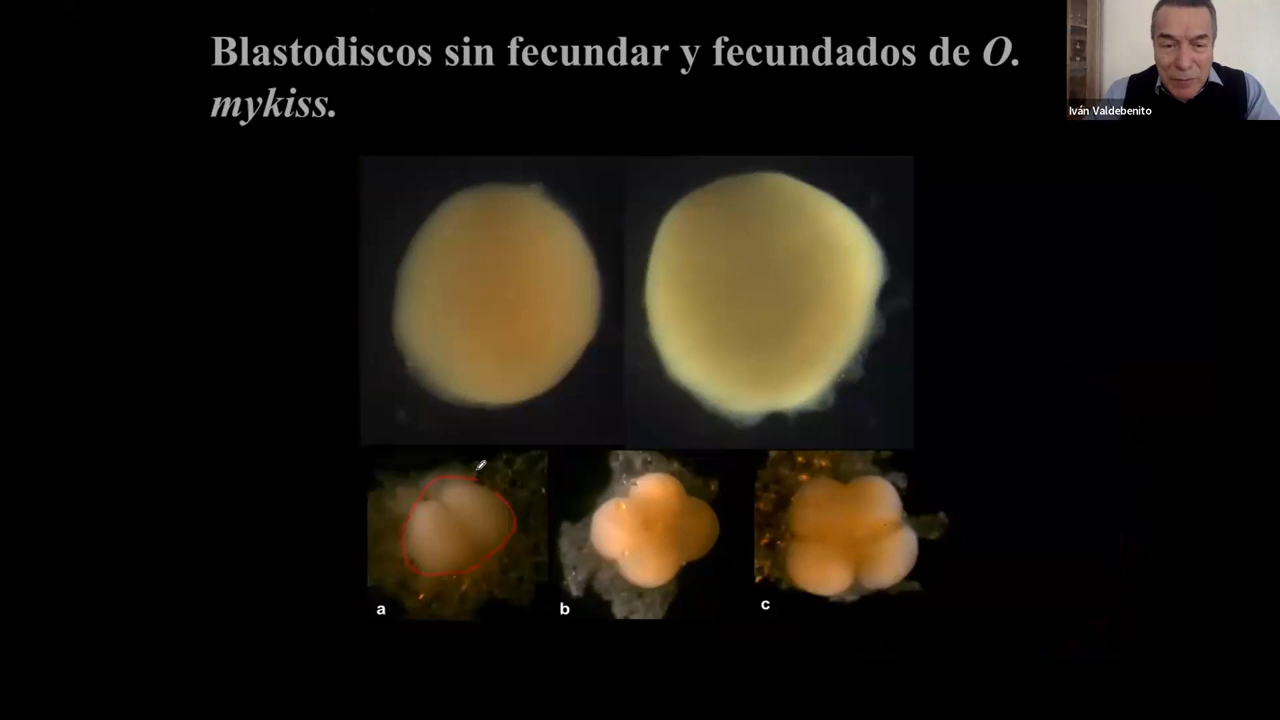 Blastodiscos sin fecundar y fecundados de O.
mykiss.
Iván Valdebenito
a
b
c